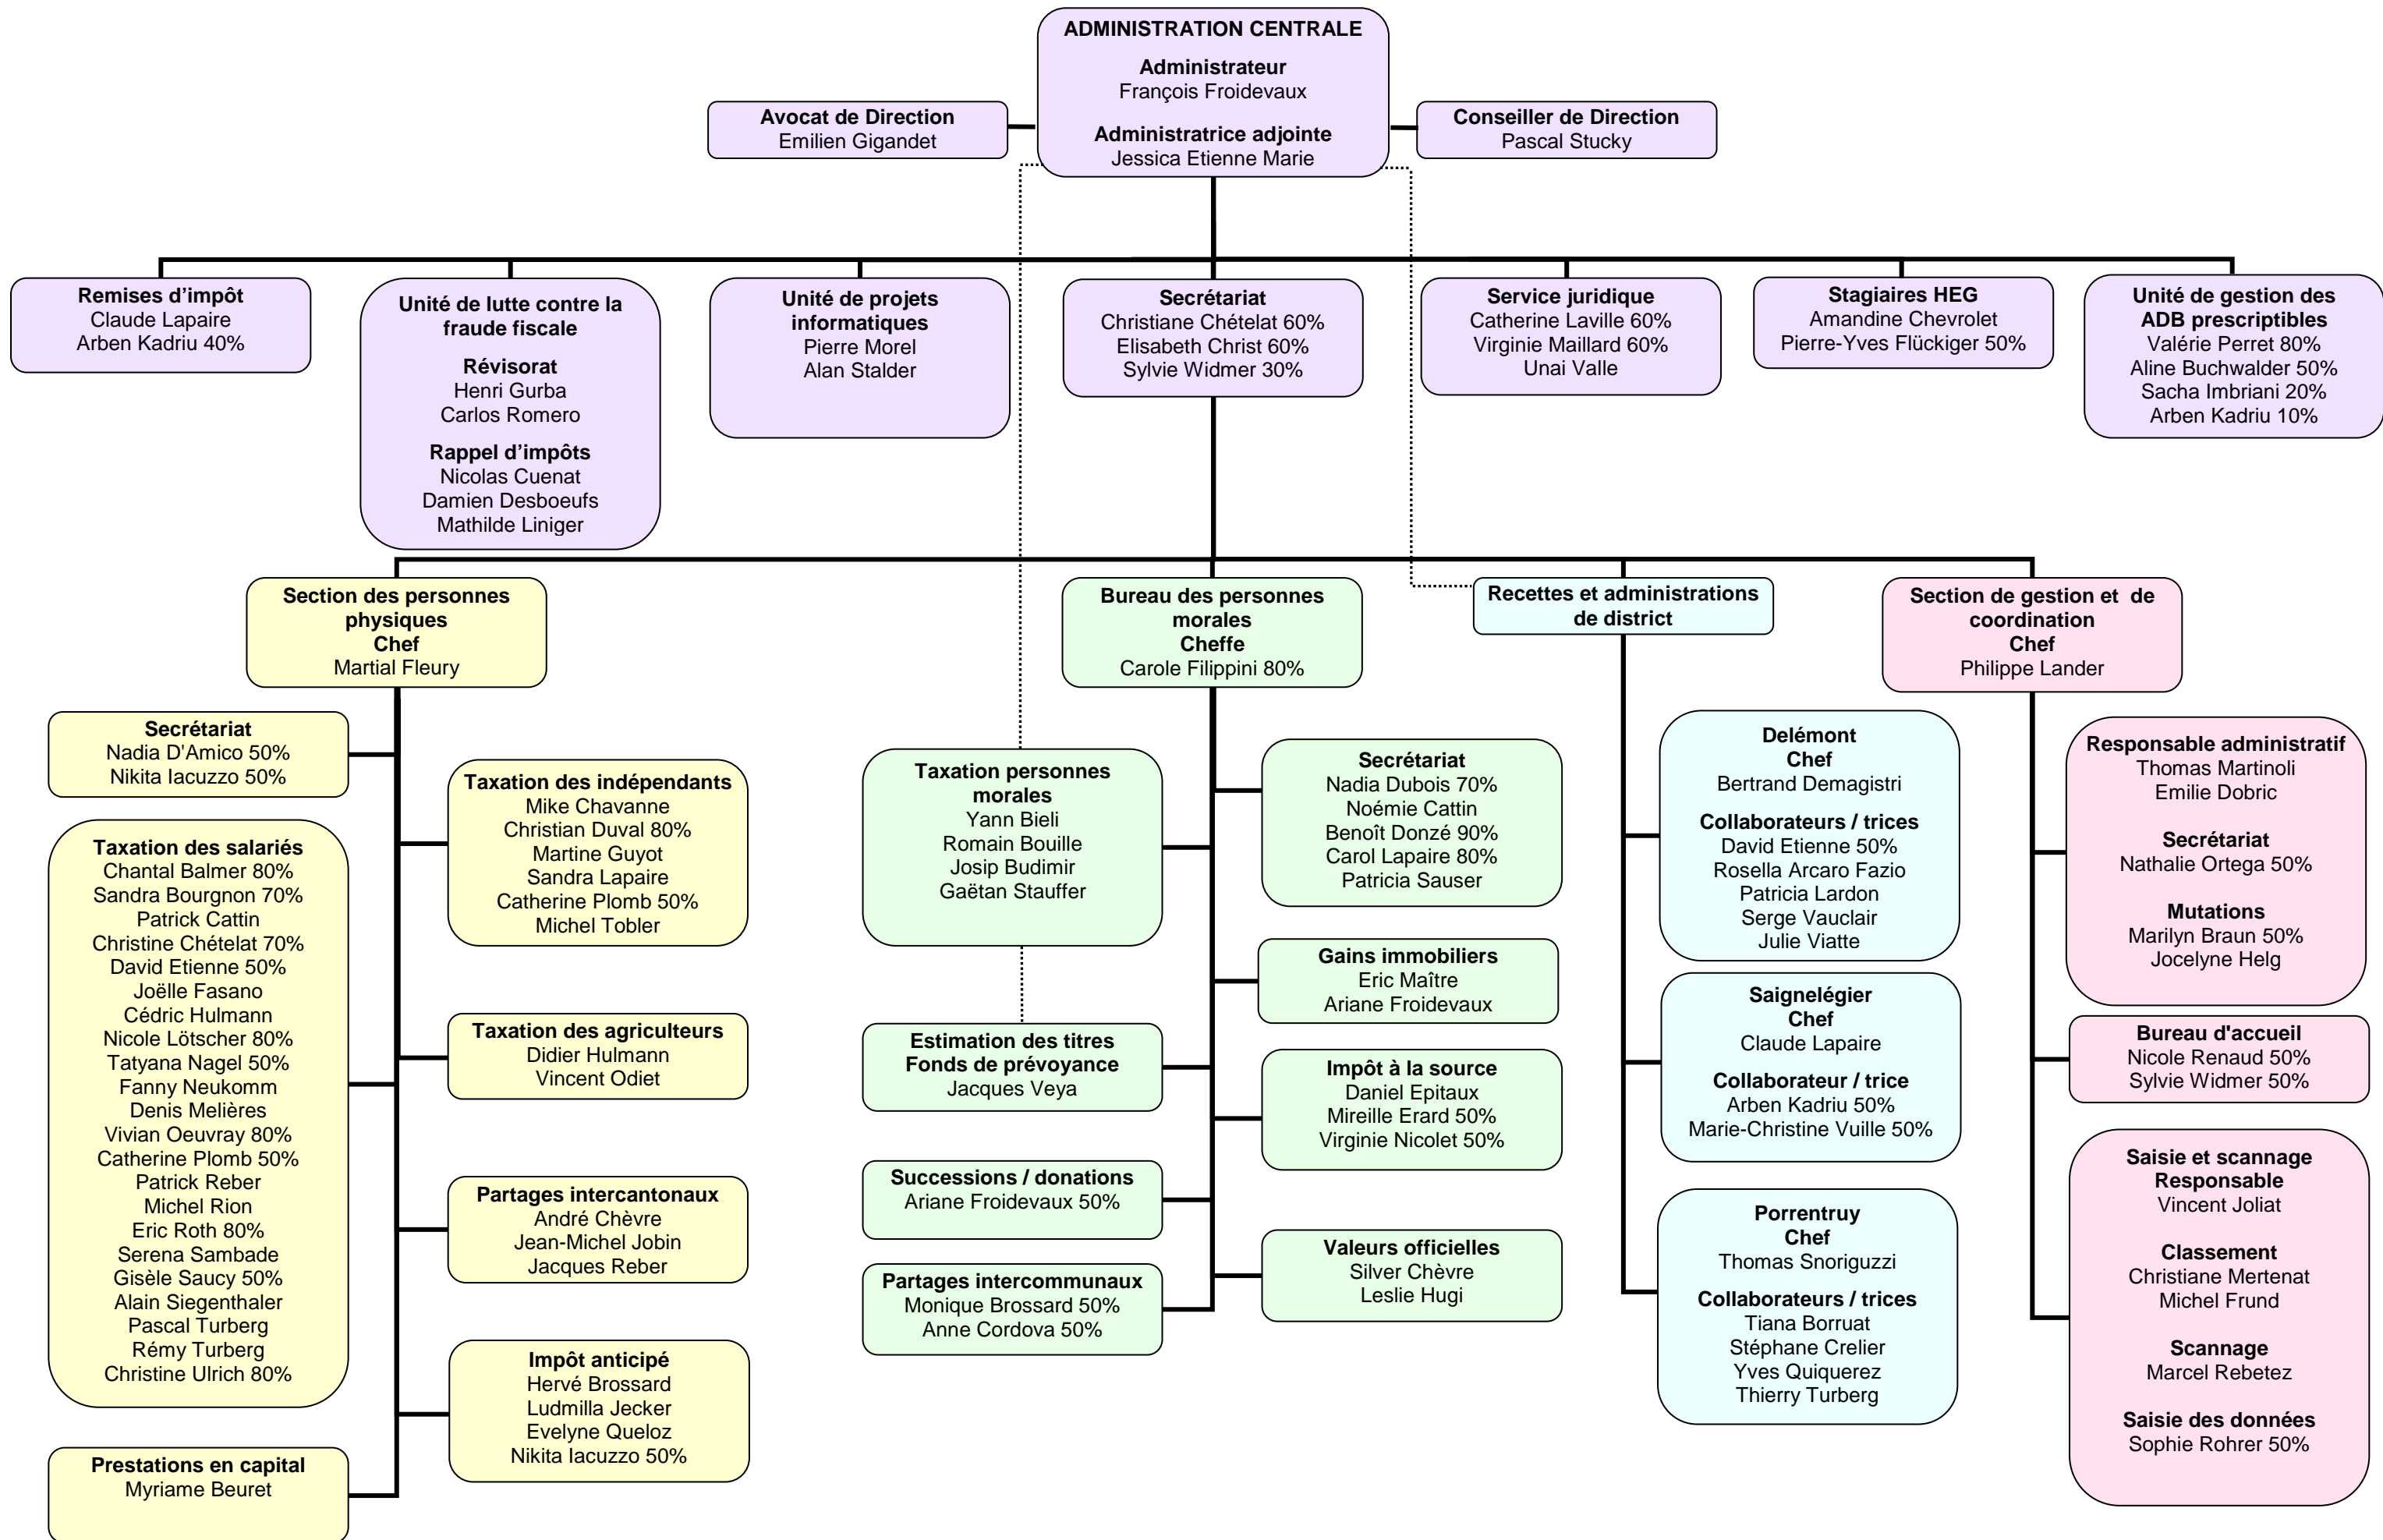 ADMINISTRATION CENTRALE
Administrateur
François Froidevaux
Administratrice adjointe
Jessica Etienne Marie
Avocat de Direction
Emilien Gigandet
Conseiller de Direction
Pascal Stucky
Remises d'impôt
Claude Lapaire
Arben Kadriu 40%
Unité de lutte contre la
fraude fiscale
Révisorat
Henri Gurba
Carlos Romero
Rappel d'impôts
Nicolas Cuenat
Damien Desboeufs
Mathilde Liniger
Unité de projets
informatiques
Pierre Morel
Alan Stalder
Secrétariat
Christiane Chételat 60%
Elisabeth Christ 60%
Sylvie Widmer 30%
Service juridique
Catherine Laville 60%
Virginie Maillard 60%
Unai Valle
Stagiaires HEG
Amandine Chevrolet
Pierre-Yves Flückiger 50%
Unité de gestion des
ADB prescriptibles
Valérie Perret 80%
Aline Buchwalder 50%
Sacha Imbriani 20%
Arben Kadriu 10%
Section des personnes
physiques
Chef
Martial Fleury
Secrétariat
Nadia D'Amico 50%
Nikita Iacuzzo 50%
Taxation des salariés
Chantal Balmer 80%
Sandra Bourgnon 70%
Patrick Cattin
Christine Chételat 70%
David Etienne 50%
Joëlle Fasano
Cédric Hulmann
Nicole Lötscher 80%
Tatyana Nagel 50%
Fanny Neukomm
Denis Melières
Vivian Oeuvray 80%
Catherine Plomb 50%
Patrick Reber
Michel Rion
Eric Roth 80%
Serena Sambade
Gisèle Saucy 50%
Alain Siegenthaler
Pascal Turberg
Rémy Turberg
Christine Ulrich 80%
Prestations en capital
Myriame Beuret
Taxation des indépendants
Mike Chavanne
Christian Duval 80%
Martine Guyot
Sandra Lapaire
Catherine Plomb 50%
Michel Tobler
Taxation des agriculteurs
Didier Hulmann
Vincent Odiet
Partages intercantonaux
André Chèvre
Jean-Michel Jobin
Jacques Reber
Impôt anticipé
Hervé Brossard
Ludmilla Jecker
Evelyne Queloz
Nikita Iacuzzo 50%
Bureau des personnes
morales
Cheffe
Carole Filippini 80%
Taxation personnes
morales
Yann Bieli
Romain Bouille
Josip Budimir
Gaëtan Stauffer
Estimation des titres
Fonds de prévoyance
Jacques Veya
Successions / donations
Ariane Froidevaux 50%
Partages intercommunaux
Monique Brossard 50%
Anne Cordova 50%
Secrétariat
Nadia Dubois 70%
Noémie Cattin
Benoît Donzé 90%
Carol Lapaire 80%
Patricia Sauser
Gains immobiliers
Eric Maître
Ariane Froidevaux
Impôt à la source
Daniel Epitaux
Mireille Erard 50%
Virginie Nicolet 50%
Valeurs officielles
Silver Chèvre
Leslie Hugi
Recettes et administrations
de district
Delémont
Chef
Bertrand Demagistri
Collaborateurs / trices
David Etienne 50%
Rosella Arcaro Fazio
Patricia Lardon
Serge Vauclair
Julie Viatte
Saignelégier
Chef
Claude Lapaire
Collaborateur / trice
Arben Kadriu 50%
Marie-Christine Vuille 50%
Porrentruy
Chef
Thomas Snoriguzzi
Collaborateurs / trices
Tiana Borruat
Stéphane Crelier
Yves Quiquerez
Thierry Turberg
Section de gestion et de
coordination
Chef
Philippe Lander
Responsable administratif
Thomas Martinoli
Emilie Dobric
Secrétariat
Nathalie Ortega 50%
Mutations
Marilyn Braun 50%
Jocelyne Helg
Bureau d'accueil
Nicole Renaud 50%
Sylvie Widmer 50%
Saisie et scannage
Responsable
Vincent Joliat
Classement
Christiane Mertenat
Michel Frund
Scannage
Marcel Rebetez
Saisie des données
Sophie Rohrer 50%